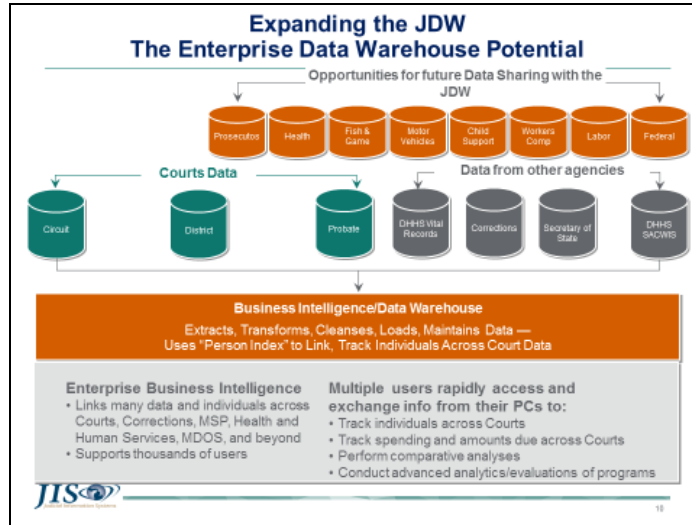 Expanding the JDW
The Enterprise Data Warehouse Potential
Opportunities for future Data Sharing with the
JDW
Prosecutos
Health
Fish &
Game
Motor
Vehicles
Child
Support
Workers
Comp
Labor
Federal
Courts Data
Data from other agencies
Circuit
District
Probate
DHHS Vital
Records
Corrections
Secretary of
State
DHHS
SACWIS
Business Intelligence/Data Warehouse
Extracts, Transforms, Cleanses, Loads, Maintains Data —
Uses "Person Index" to Link, Track Individuals Across Court Data
Enterprise Business Intelligence
• Links many data and individuals across
Courts, Corrections, MSP, Health and
Human Services, MDOS, and beyond
• Supports thousands of users
Multiple users rapidly access and
exchange info from their PCs to:
• Track individuals across Courts
• Track spending and amounts due across Courts
• Perform comparative analyses
• Conduct advanced analytics/evaluations of programs
JIS
Judicial Information Systems